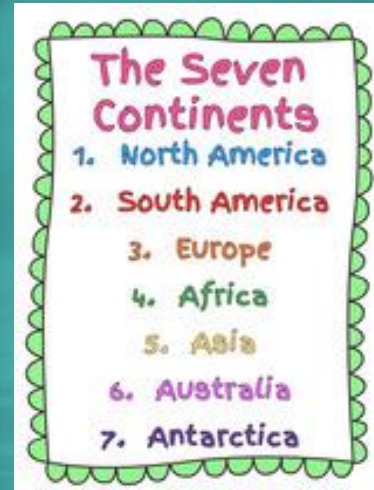 The Seven
Continents
1. North America
2. South America
3. Europe
4. Africa
5. Asia
6. Australia
7. Antarctica